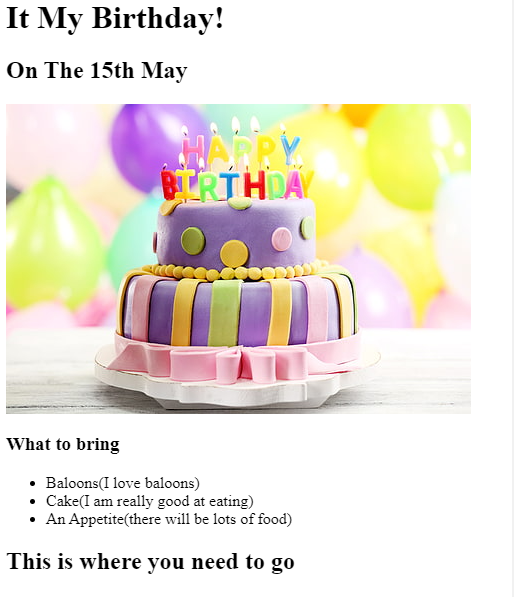 It My Birthday!
On The 15th May
HAPPY
BIRTHDAY
What to bring
Baloons(I love baloons)
Cake(I am really good at eating)
An Appetite(there will be lots of food)
This is where you need to go